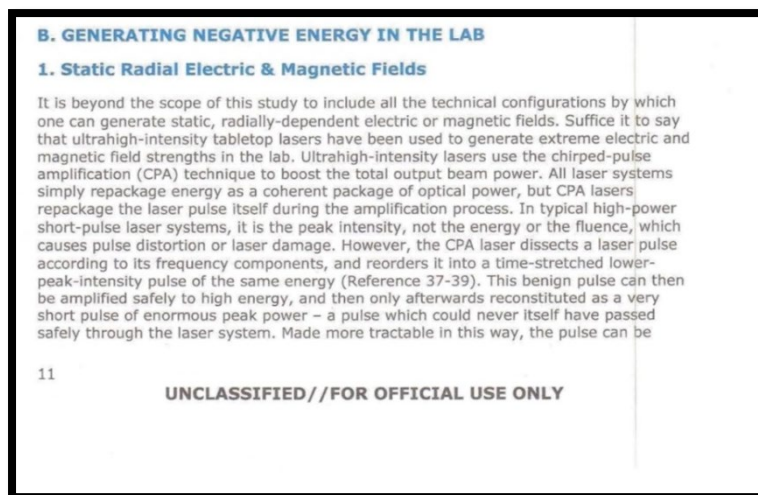 B. GENERATING NEGATIVE ENERGY IN THE LAB
1. Static Radial Electric & Magnetic Fields
It is beyond the scope of this study to include all the technical configurations by which
one can generate static, radially-dependent electric or magnetic fields. Suffice it to say
that ultrahigh-intensity tabletop lasers have been used to generate extreme electric and
magnetic field strengths in the lab. Ultrahigh-intensity lasers use the chirped-pulse
amplification (CPA) technique to boost the total output beam power. All laser systems
simply repackage energy as a coherent package of optical power, but CPA lasers
repackage the laser pulse itself during the amplification process. In typical high-power
short-pulse laser systems, it is the peak intensity, not the energy or the fluence, which
causes pulse distortion or laser damage. However, the CPA laser dissects a laser pulse
according to its frequency components, and reorders it into a time-stretched lower-
peak-intensity pulse of the same energy (Reference 37-39). This benign pulse can then
be amplified safely to high energy, and then only afterwards reconstituted as a very
short pulse of enormous peak power – a pulse which could never itself have passed
safely through the laser system. Made more tractable in this way, the pulse can be
11
UNCLASSIFIED//FOR OFFICIAL USE ONLY